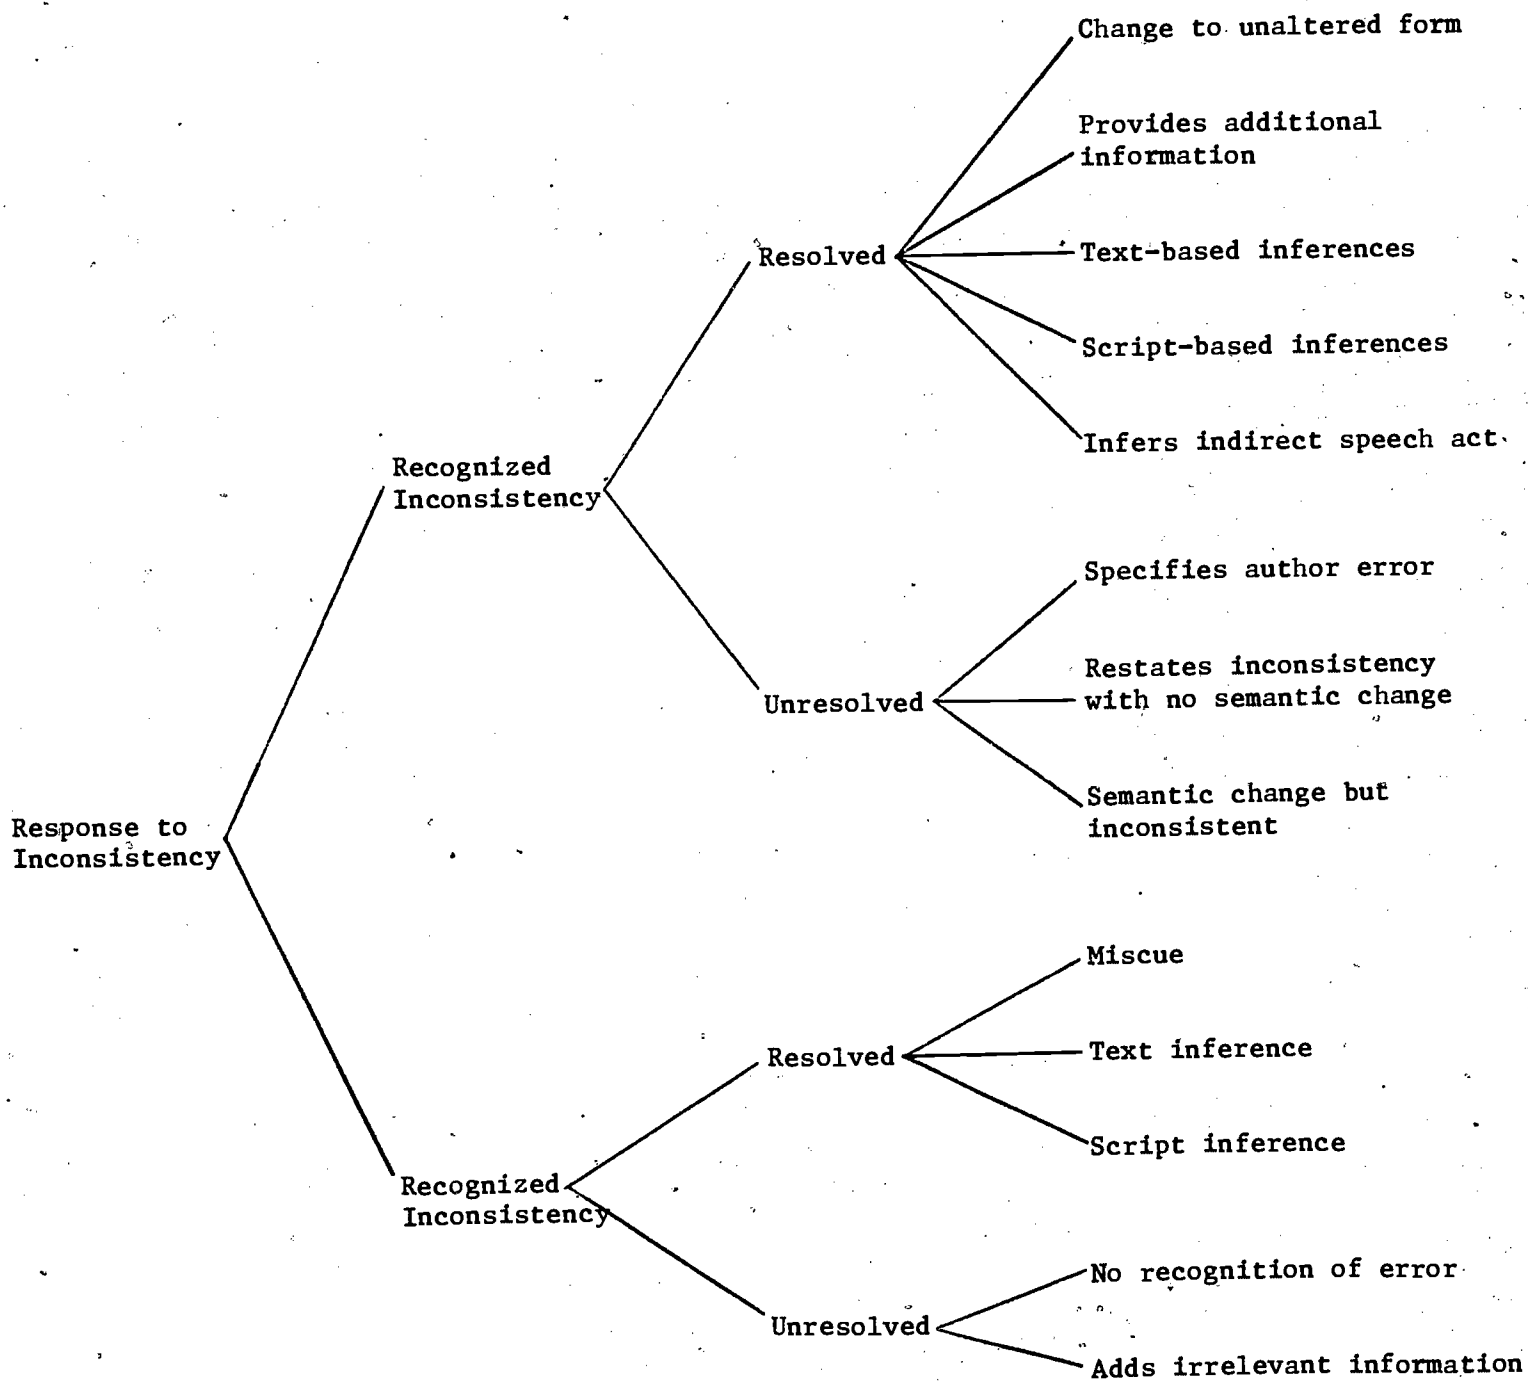 Change to unaltered form
Provides additional
information
Resolved
Text-based inferences
Script-based inferences
Infers indirect speech act
Recognized
Inconsistency
Specifies author error
Restates inconsistency
with no semantic change
Unresolved
Semantic change but
inconsistent
Response to
Inconsistency
Miscue
Resolved
Text inference
Script inference
Recognized
Inconsistency
No recognition of error
Unresolved
Adds irrelevant information